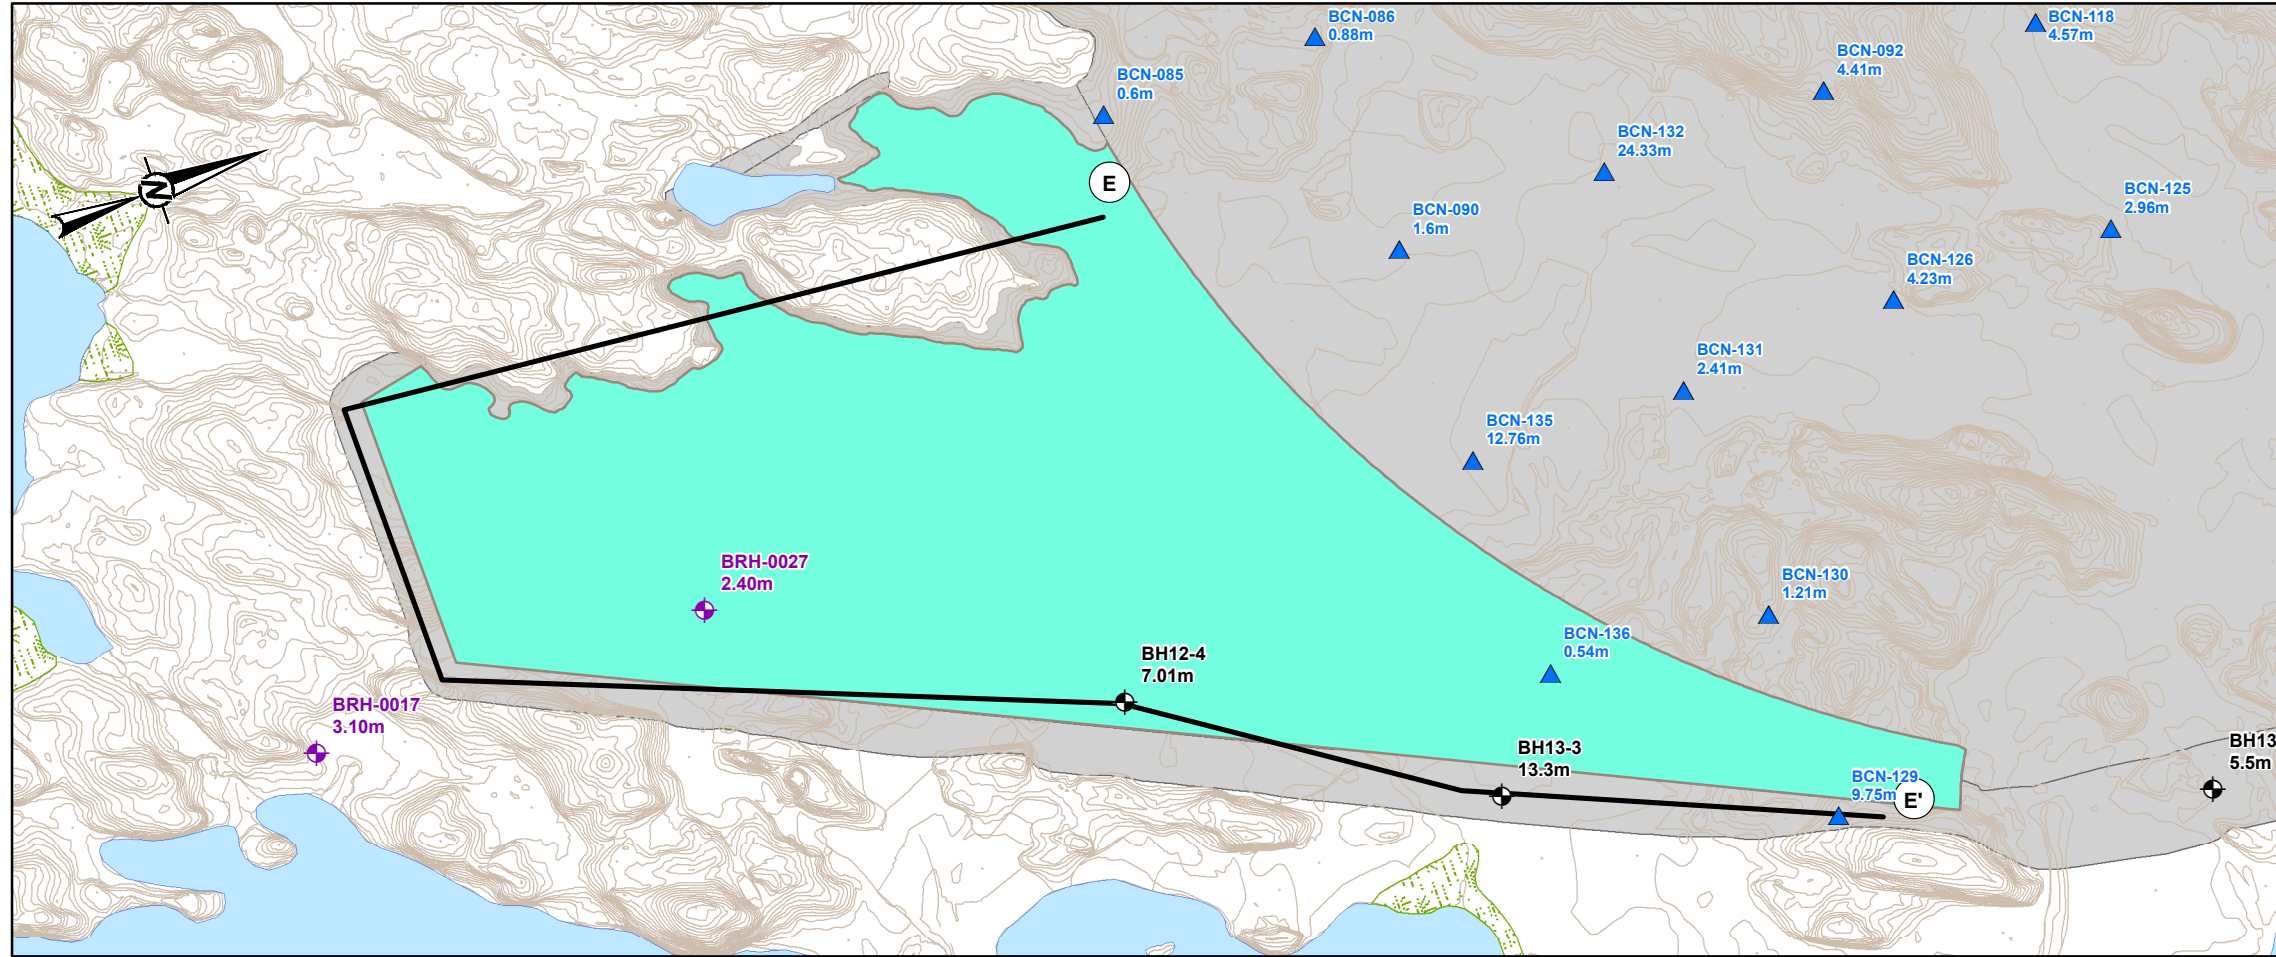 BCN-086
0.88m
BCN-118
4.57m
BCN-092
4.41m
BCN-085
0.6m
BCN-132
24.33m
E
N
BCN-125
2.96m
BCN-090
1.6m
BCN-126
4.23m
BCN-131
2.41m
BCN-135
12.76m
BRH-0027
2.40m
BCN-130
1.21m
BCN-136
0.54m
BH12-4
7.01m
BRH-0017
3.10m
BH13-3
13.3m
BH13
5.5m
BCN-129
9.75m
E'